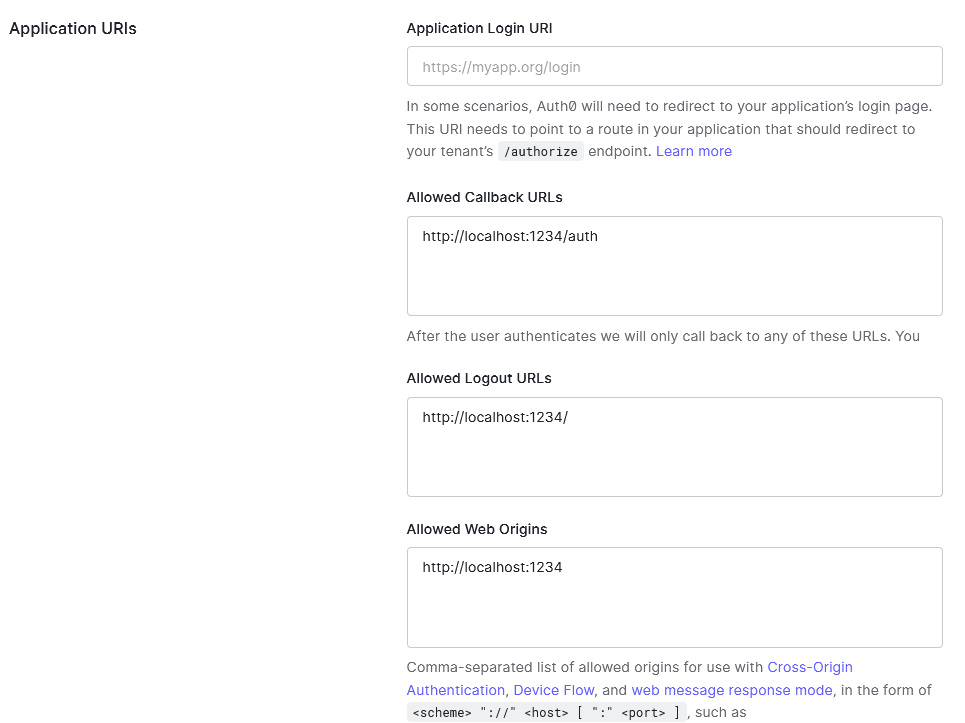 Application URIs
Application Login URI
https://myapp.org/login
In some scenarios, Auth0 will need to redirect to your application’s login page.
This URI needs to point to a route in your application that should redirect to
your tenant’s /authorize endpoint. Learn more
Allowed Callback URLs
http://localhost:1234/auth
After the user authenticates we will only call back to any of these URLs. You
Allowed Logout URLs
http://localhost:1234/
Allowed Web Origins
http://localhost:1234
Comma-separated list of allowed origins for use with Cross-Origin
Authentication, Device Flow, and web message response mode, in the form of
<scheme> "://" <host> [ ":" <port> ], such as